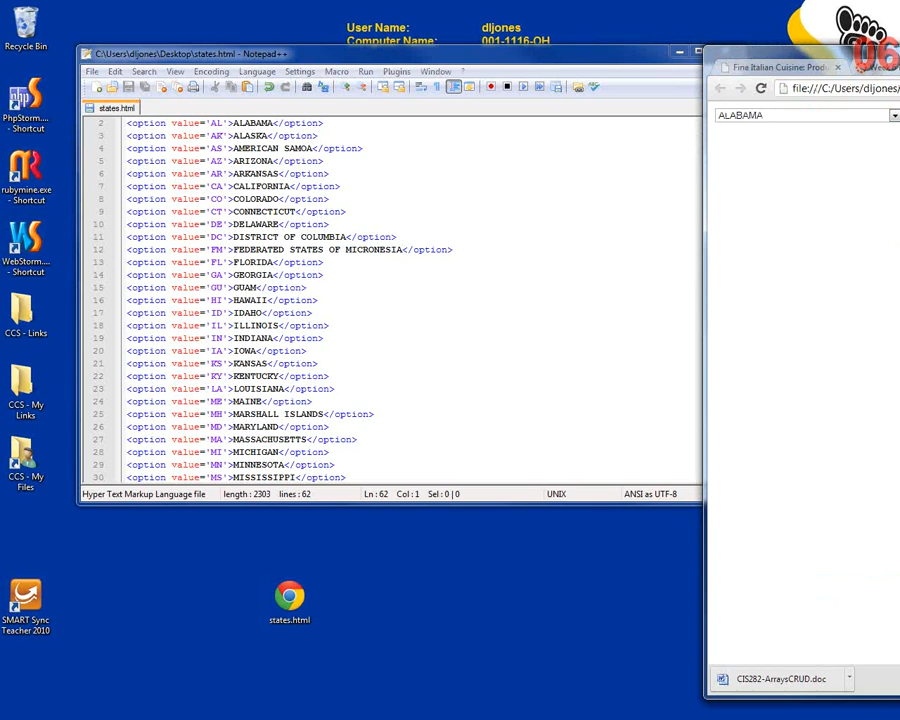 User Name: dljones
Computer Name: 001-1116-OH
06
Recycle Bin
PhpStorm....
- Shortcut
rubymine.exe
- Shortcut
WebStorm....
- Shortcut
CCS - Links
CCS - My
Links
CCS - My
Files
SMART Sync
Teacher 2010
states.html
C:\Users\dljones\Desktop\states.html - Notepad++
File Edit Search View Encoding Language Settings Macro Run Plugins Window ?
states.html
2 <option value='AL'>ALABAMA</option>
3 <option value='AK'>ALASKA</option>
4 <option value='AS'>AMERICAN SAMOA</option>
5 <option value='AZ'>ARIZONA</option>
6 <option value='AR'>ARKANSAS</option>
7 <option value='CA'>CALIFORNIA</option>
8 <option value='CO'>COLORADO</option>
9 <option value='CT'>CONNECTICUT</option>
10 <option value='DE'>DELAWARE</option>
11 <option value='DC'>DISTRICT OF COLUMBIA</option>
12 <option value='FM'>FEDERATED STATES OF MICRONESIA</option>
13 <option value='FL'>FLORIDA</option>
14 <option value='GA'>GEORGIA</option>
15 <option value='GU'>GUAM</option>
16 <option value='HI'>HAWAII</option>
17 <option value='ID'>IDAHO</option>
18 <option value='IL'>ILLINOIS</option>
19 <option value='IN'>INDIANA</option>
20 <option value='IA'>IOWA</option>
21 <option value='KS'>KANSAS</option>
22 <option value='KY'>KENTUCKY</option>
23 <option value='LA'>LOUISIANA</option>
24 <option value='ME'>MAINE</option>
25 <option value='MH'>MARSHALL ISLANDS</option>
26 <option value='MD'>MARYLAND</option>
27 <option value='MA'>MASSACHUSETTS</option>
28 <option value='MI'>MICHIGAN</option>
29 <option value='MN'>MINNESOTA</option>
30 <option value='MS'>MISSISSIPPI</option>
Hyper Text Markup Language file length : 2303 lines : 62 Ln : 62 Col : 1 Sel : 0 | 0 UNIX ANSI as UTF-8
Fina Italian Cuisine: Prod
file:///C:/Users/dljones/
ALABAMA
CIS282-ArraysCRUD.doc